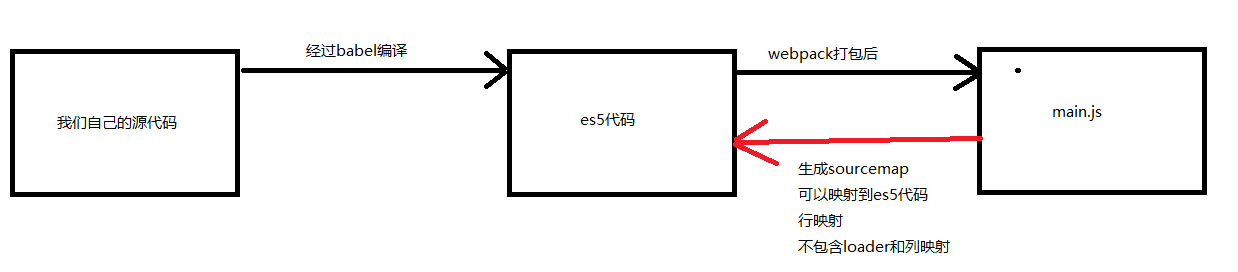 经过babel编译
webpack打包后
我们自己的源代码
es5代码
main.js
生成sourcemap
可以映射到es5代码
行映射
不包含loader和列映射